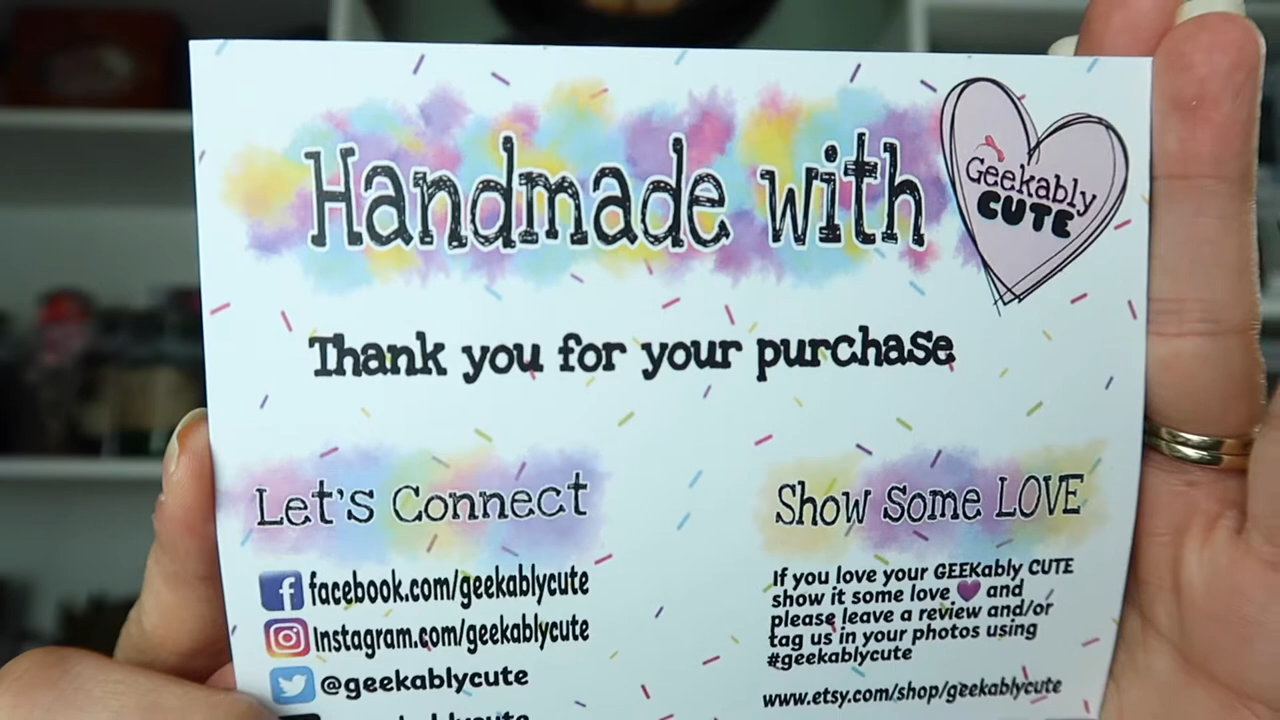 Handmade with
Geekably
CUTE
Thank you for your purchase
Let's Connect
facebook.com/geekablycute
Instagram.com/geekablycute
@geekablycute
Show Some LOVE
If you love your GEEKably CUTE
show it some love 💜 and
please leave a review and/or
tag us in your photos using
#geekablycute
www.etsy.com/shop/geekablycute